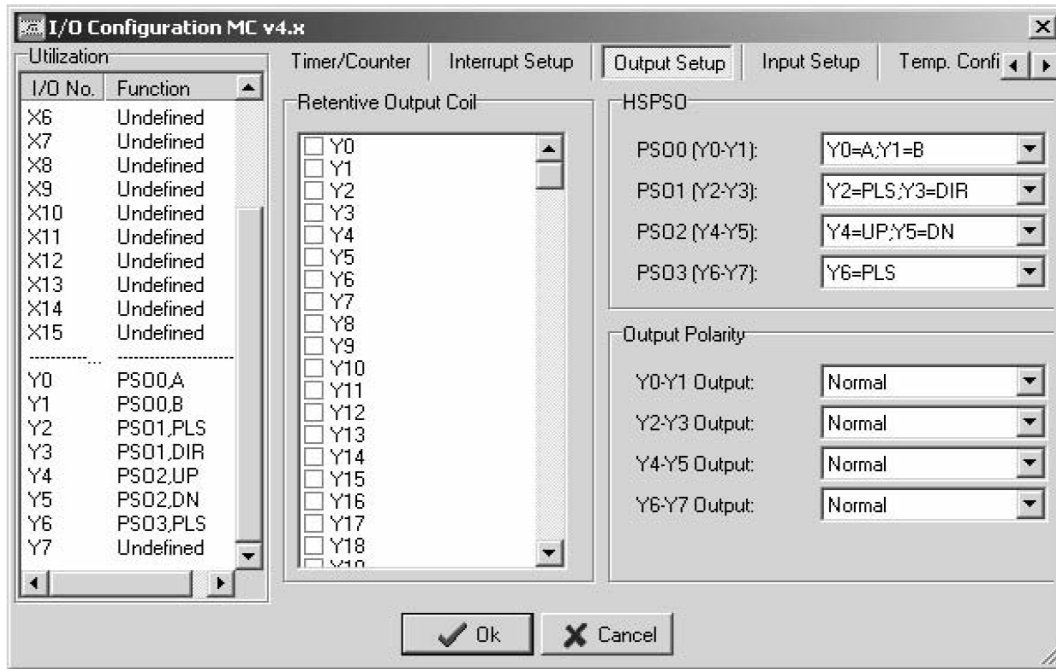 I/O Configuration MC v4.x
Utilization
I/O No. Function
X6 Undefined
X7 Undefined
X8 Undefined
X9 Undefined
X10 Undefined
X11 Undefined
X12 Undefined
X13 Undefined
X14 Undefined
X15 Undefined
-----------... ----------------------
Y0 PSO0,A
Y1 PSO0,B
Y2 PSO1,PLS
Y3 PSO1,DIR
Y4 PSO2,UP
Y5 PSO2,DN
Y6 PSO3,PLS
Y7 Undefined
Timer/Counter Interrupt Setup Output Setup Input Setup Temp. Confi
Retentive Output Coil
Y0
Y1
Y2
Y3
Y4
Y5
Y6
Y7
Y8
Y9
Y10
Y11
Y12
Y13
Y14
Y15
Y16
Y17
Y18
Y19
HSPSO
PSO0 (Y0-Y1): Y0=A;Y1=B
PSO1 (Y2-Y3): Y2=PLS;Y3=DIR
PSO2 (Y4-Y5): Y4=UP;Y5=DN
PSO3 (Y6-Y7): Y6=PLS
Output Polarity
Y0-Y1 Output: Normal
Y2-Y3 Output: Normal
Y4-Y5 Output: Normal
Y6-Y7 Output: Normal
Ok Cancel